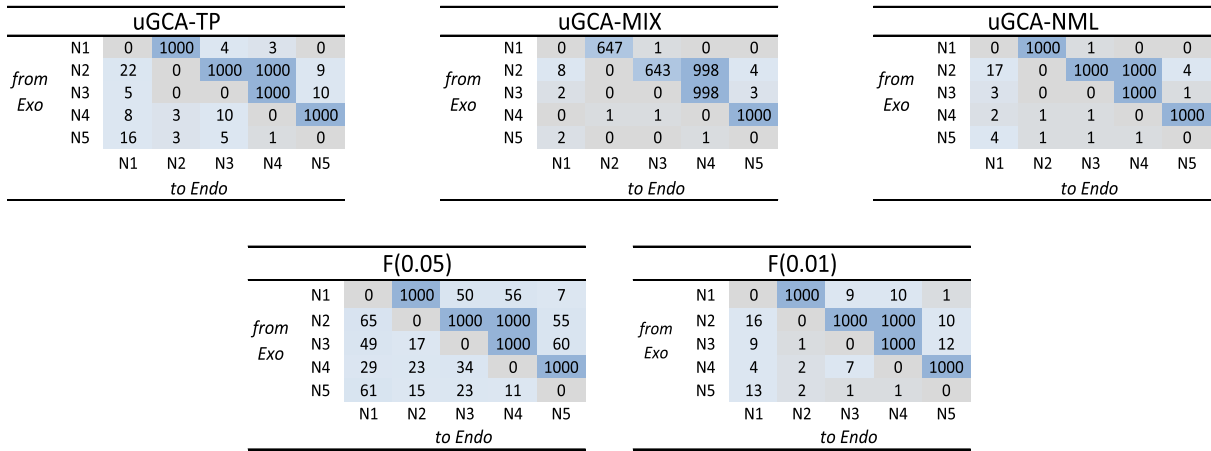 uGCA-TP
N1 0 1000 4 3 0
from N2 22 0 1000 1000 9
Exo N3 5 0 0 1000 10
N4 8 3 10 0 1000
N5 16 3 5 1 0
N1 N2 N3 N4 N5
to Endo
uGCA-MIX
N1 0 647 1 0 0
from N2 8 0 643 998 4
Exo N3 2 0 0 998 3
N4 0 1 1 0 1000
N5 2 0 0 1 0
N1 N2 N3 N4 N5
to Endo
uGCA-NML
N1 0 1000 1 0 0
from N2 17 0 1000 1000 4
Exo N3 3 0 0 1000 1
N4 2 1 1 0 1000
N5 4 1 1 1 0
N1 N2 N3 N4 N5
to Endo
F(0.05)
N1 0 1000 50 56 7
from N2 65 0 1000 1000 55
Exo N3 49 17 0 1000 60
N4 29 23 34 0 1000
N5 61 15 23 11 0
N1 N2 N3 N4 N5
to Endo
F(0.01)
N1 0 1000 9 10 1
from N2 16 0 1000 1000 10
Exo N3 9 1 0 1000 12
N4 4 2 7 0 1000
N5 13 2 1 1 0
N1 N2 N3 N4 N5
to Endo